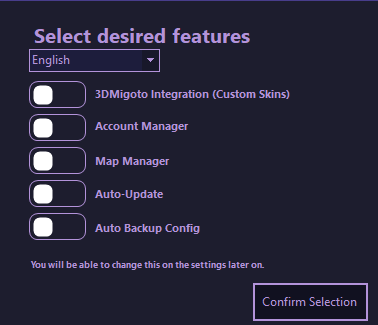 Select desired features
English
3DMigoto Integration (Custom Skins)
Account Manager
Map Manager
Auto-Update
Auto Backup Config
You will be able to change this on the settings later on.
Confirm Selection